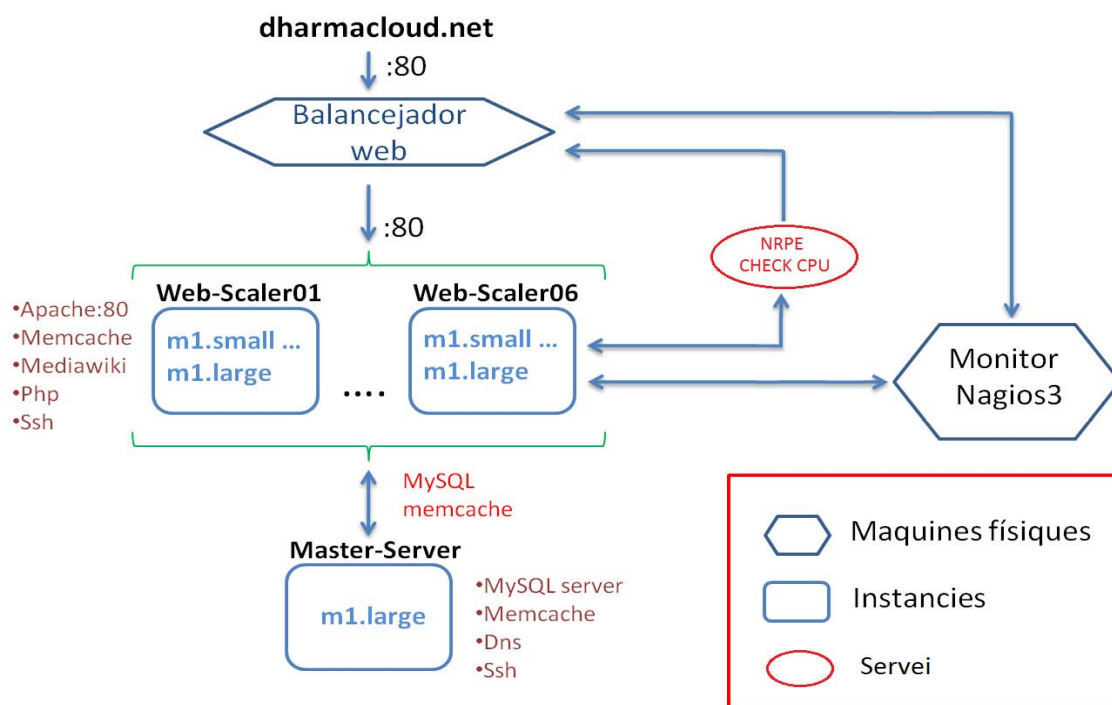 dharmacloud.net
:80
Balancejador
web
:80
NRPE
CHECK CPU
Web-Scaler01
Web-Scaler06
•Apache:80
•Memcache
•Mediawiki
•Php
•Ssh
m1.small ...
m1.large
....
m1.small ...
m1.large
Monitor
Nagios3
MySQL
memcache
Master-Server
m1.large
•MySQL server
•Memcache
•Dns
•Ssh
Maquines físiques
Instancies
Servei